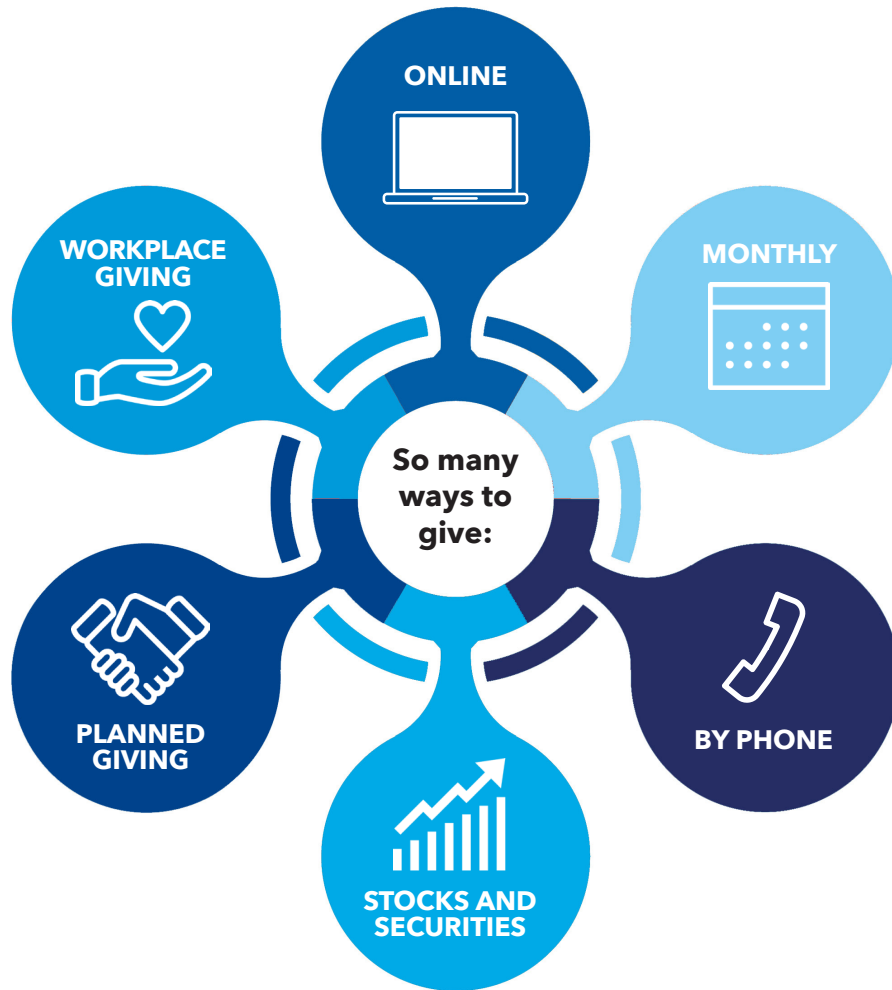 So many
ways to
give:
ONLINE
MONTHLY
BY PHONE
STOCKS AND
SECURITIES
PLANNED
GIVING
WORKPLACE
GIVING